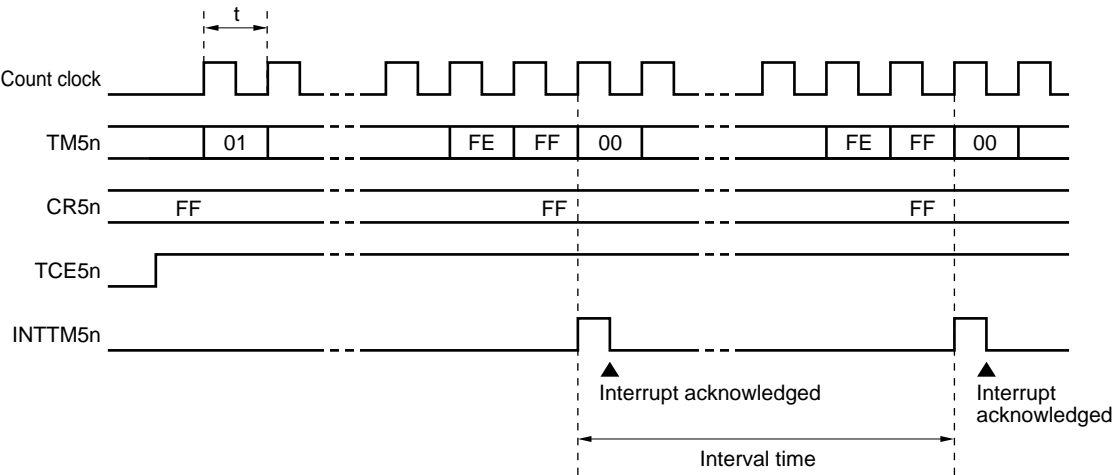 t
Count clock
TM5n 01 FE FF 00 FE FF 00
CR5n FF FF FF
TCE5n
INTTM5n
Interrupt acknowledged
Interrupt
acknowledged
Interval time